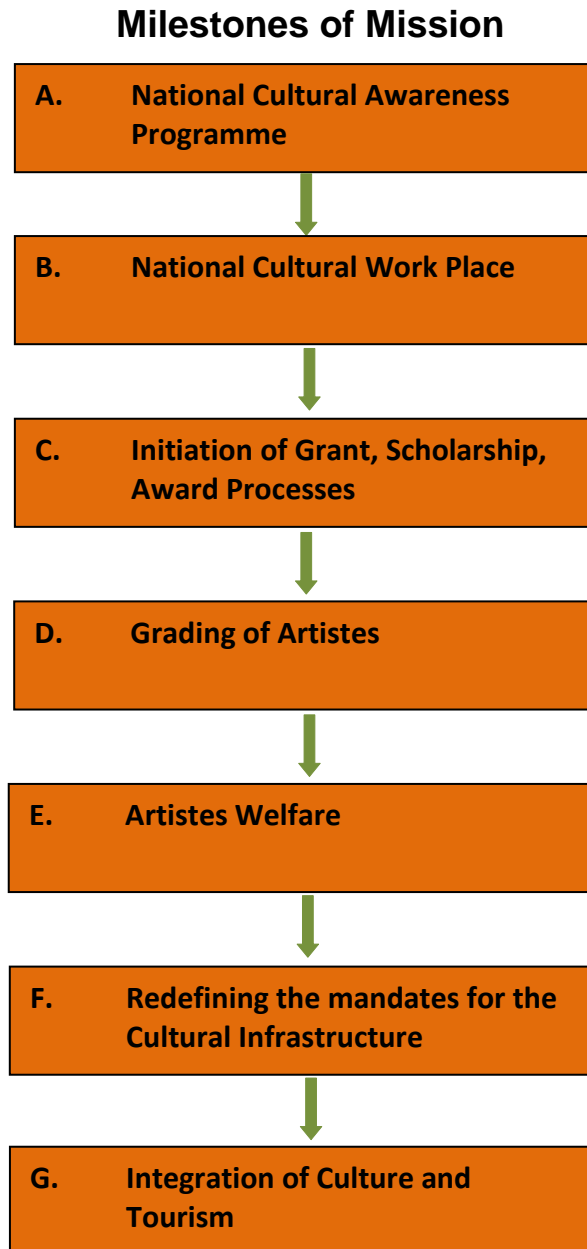 Milestones of Mission
A. National Cultural Awareness
Programme
B. National Cultural Work Place
C. Initiation of Grant, Scholarship,
Award Processes
D. Grading of Artistes
E. Artistes Welfare
F. Redefining the mandates for the
Cultural Infrastructure
G. Integration of Culture and
Tourism